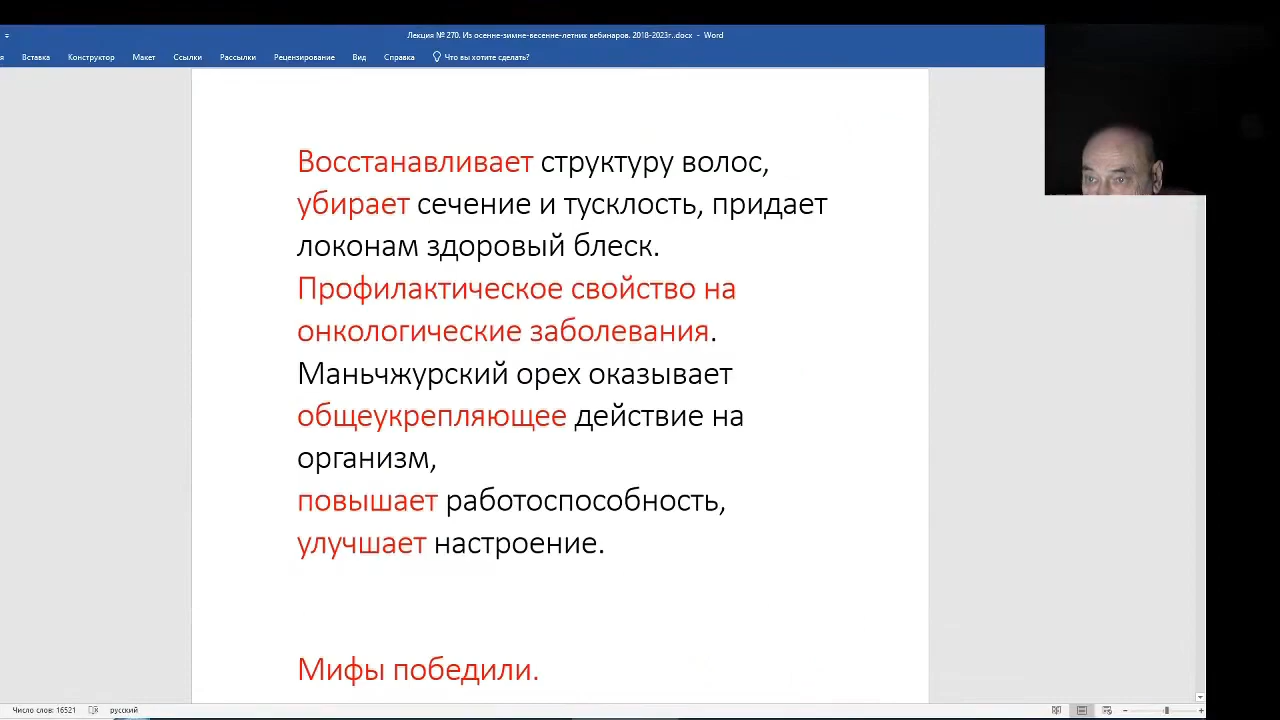 Лекция № 270. Из осенне-зимне-весенне-летних вебинаров. 2018-2023г..docx - Word
Вставка Конструктор Макет Ссылки Рассылки Рецензирование Вид Справка Что вы хотите сделать?
Восстанавливает структуру волос,
убирает сечение и тусклость, придает
локонам здоровый блеск.
Профилактическое свойство на
онкологические заболевания.
Маньчжурский орех оказывает
общеукрепляющее действие на
организм,
повышает работоспособность,
улучшает настроение.
Мифы победили.
Число слов: 16521 русский